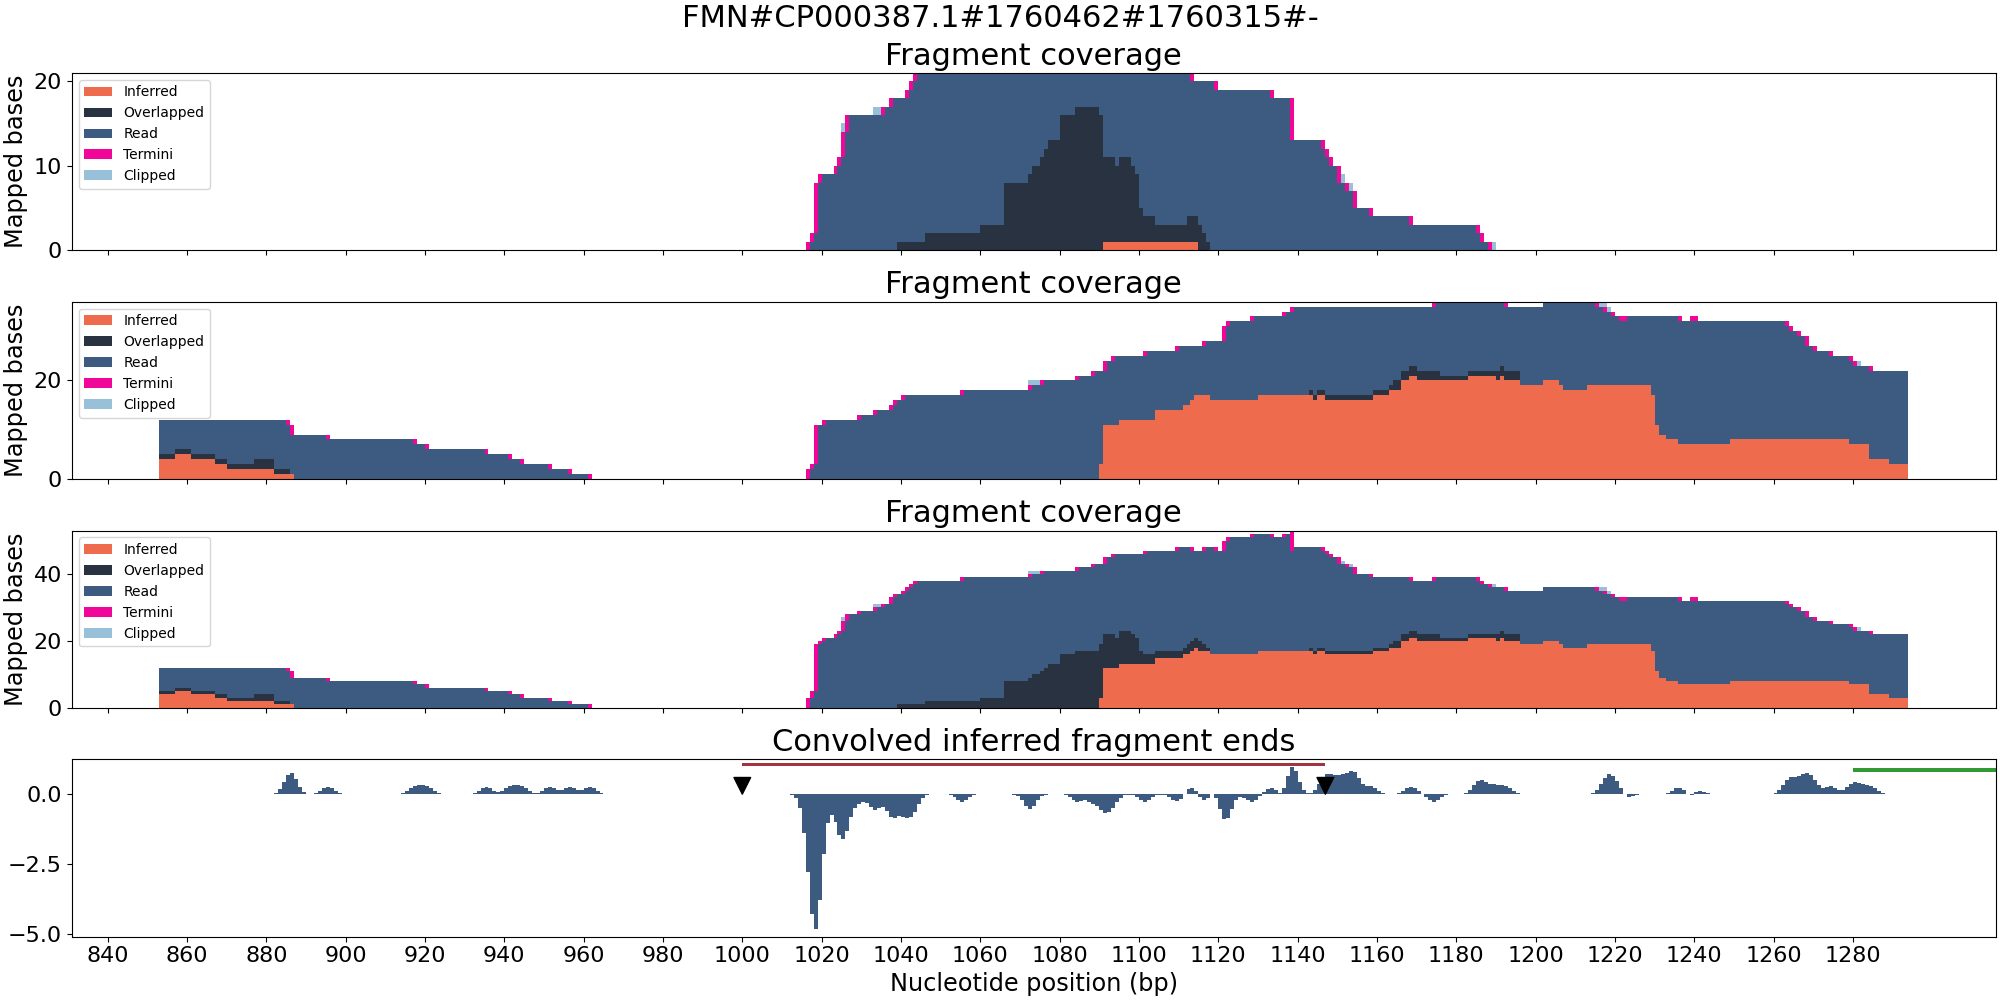 FMN#CP000387.1#1760462#1760315#-
Fragment coverage
Mapped bases
20
10
0
Inferred
Overlapped
Read
Termini
Clipped
Fragment coverage
Mapped bases
20
0
Inferred
Overlapped
Read
Termini
Clipped
Fragment coverage
Mapped bases
40
20
0
Inferred
Overlapped
Read
Termini
Clipped
Convolved inferred fragment ends
0.0
−2.5
−5.0
840 860 880 900 920 940 960 980 1000 1020 1040 1060 1080 1100 1120 1140 1160 1180 1200 1220 1240 1260 1280
Nucleotide position (bp)